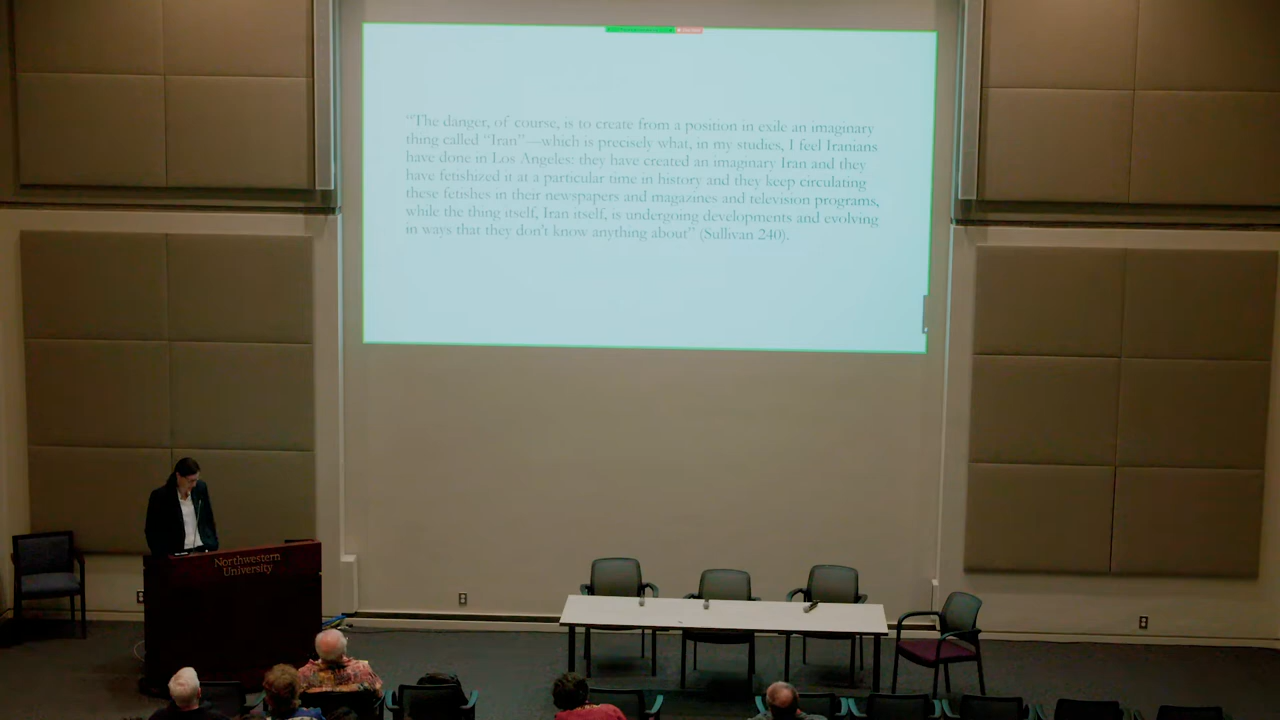 “The danger, of course, is to create from a position in exile an imaginary
thing called “Iran”—which is precisely what, in my studies, I feel Iranians
have done in Los Angeles: they have created an imaginary Iran and they
have fetishized it at a particular time in history and they keep circulating
these fetishes in their newspapers and magazines and television programs,
while the thing itself, Iran itself, is undergoing developments and evolving
in ways that they don't know anything about” (Sullivan 240).
Northwestern
University